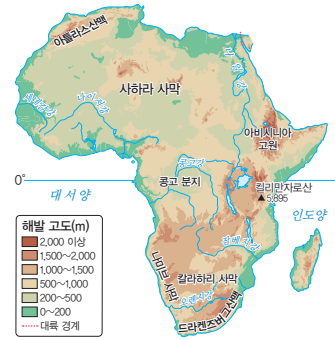 아틀라스산맥
나일강
사하라 사막
세네갈강
나이저강
아비시니아
고원
콩고강
콩고 분지
0°
킬리만자로산
▲5,895
대서양
인도양
잠베지강
나미브 사막
칼라하리 사막
오렌지강
드라켄즈버그산맥
해발 고도(m)
2,000 이상
1,500~2,000
1,000~1,500
500~1,000
200~500
0~200
대륙 경계